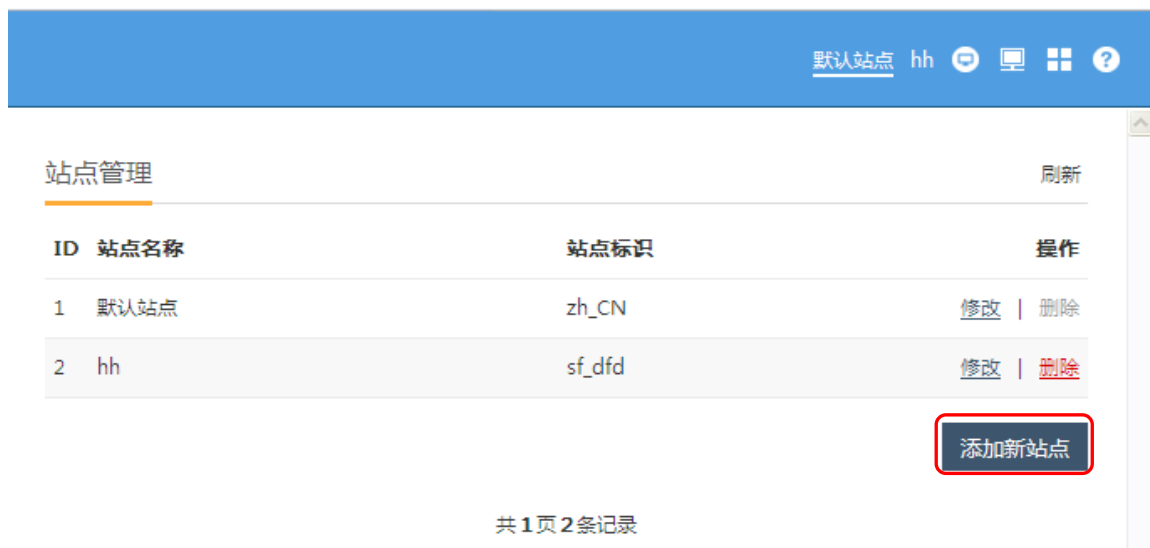 默认站点 hh
站点管理 刷新
ID 站点名称 站点标识 操作
1 默认站点 zh_CN 修改 | 删除
2 hh sf_dfd 修改 | 删除
添加新站点
共1页2条记录